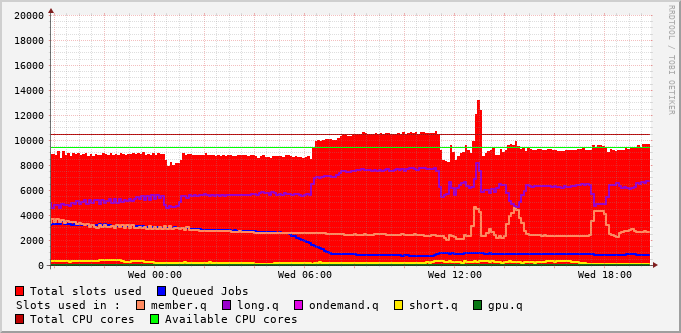 20000
18000
16000
14000
12000
10000
8000
6000
4000
2000
0
Wed 00:00 Wed 06:00 Wed 12:00 Wed 18:00
RRDTOOL / TOBI OETIKER
Total slots used Queued Jobs
Slots used in : member.q long.q ondemand.q short.q gpu.q
Total CPU cores Available CPU cores